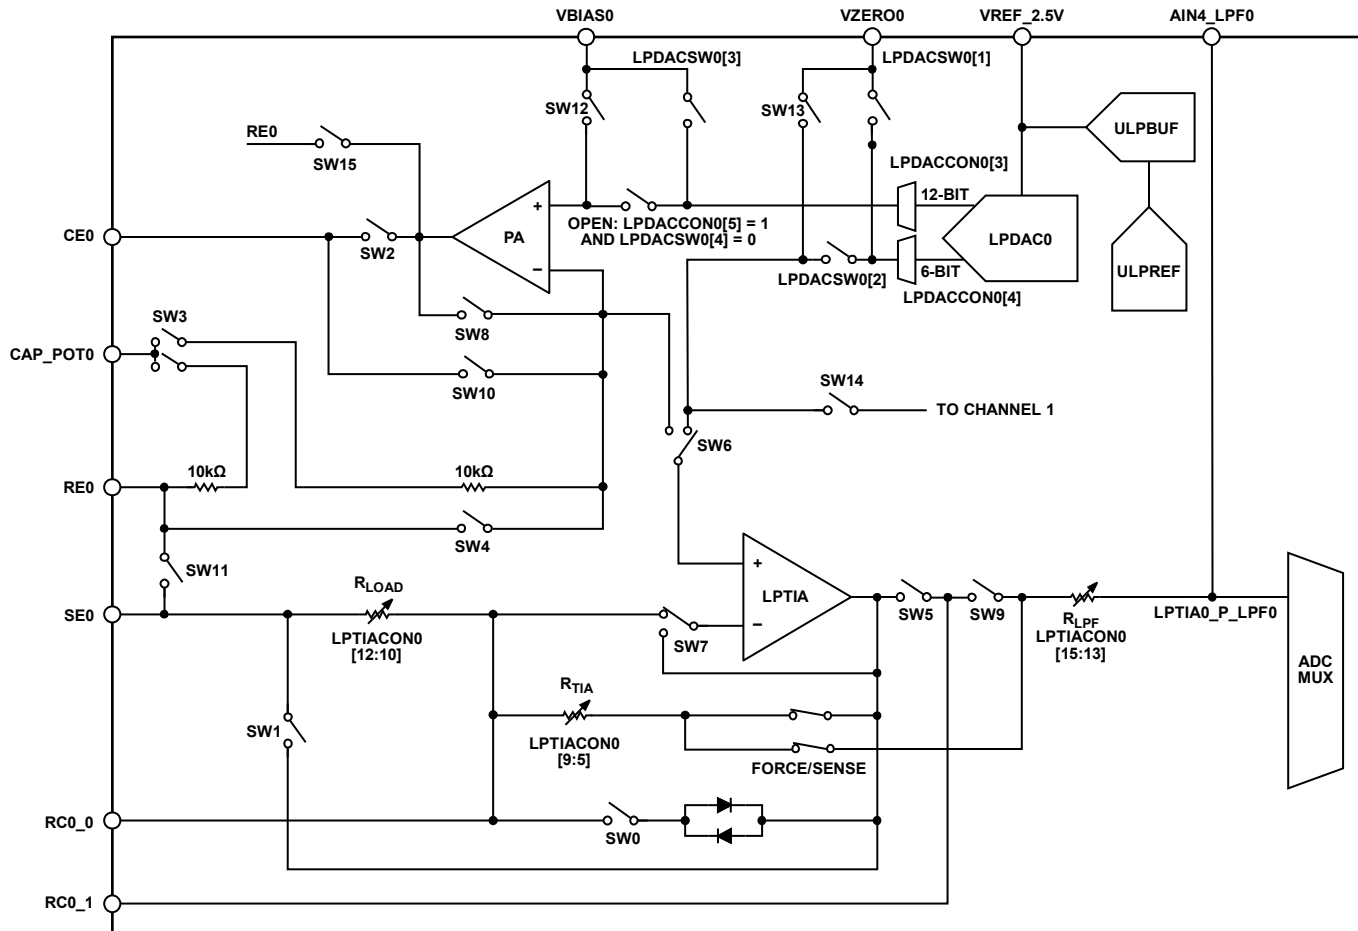 VBIAS0
VZERO0
VREF_2.5V
AIN4_LPF0
LPDACSW0[3]
LPDACSW0[1]
SW12
SW13
RE0
SW15
ULPBUF
LPDACCON0[3]
12-BIT
+
OPEN: LPDACCON0[5] = 1
AND LPDACSW0[4] = 0
CE0
SW2
PA
LPDAC0
−
6-BIT
LPDACSW0[2]
LPDACCON0[4]
ULPREF
SW3
SW8
CAP_POT0
SW10
SW14
TO CHANNEL 1
SW6
10kΩ
10kΩ
RE0
SW4
SW11
+
LPTIA
−
RLOAD
SE0
LPTIACON0
[12:10]
SW7
SW5
SW9
RLPF
LPTIACON0
[15:13]
LPTIA0_P_LPF0
ADC
MUX
RTIA
SW1
LPTIACON0
[9:5]
FORCE/SENSE
RC0_0
SW0
RC0_1